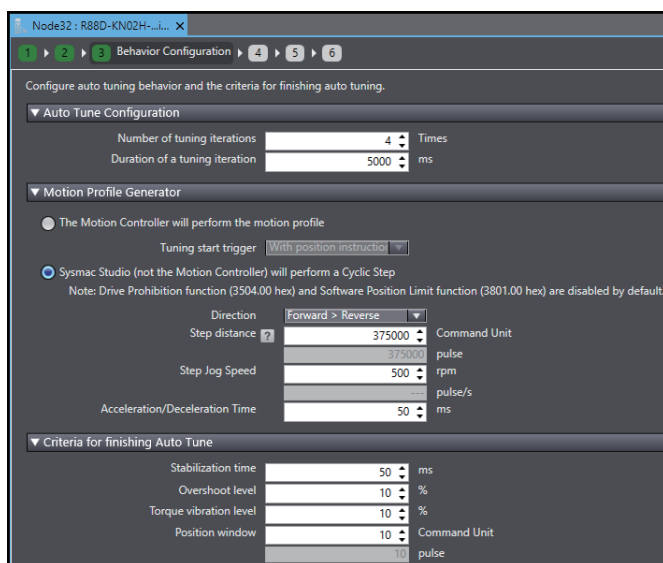 Node32 : R88D-KN02H-...i... ×
1 2 3 Behavior Configuration 4 5 6
Configure auto tuning behavior and the criteria for finishing auto tuning.
▼ Auto Tune Configuration
Number of tuning iterations 4 Times
Duration of a tuning iteration 5000 ms
▼ Motion Profile Generator
The Motion Controller will perform the motion profile
Tuning start trigger With position instruction
Sysmac Studio (not the Motion Controller) will perform a Cyclic Step
Note: Drive Prohibition function (3504.00 hex) and Software Position Limit function (3801.00 hex) are disabled by default
Direction Forward > Reverse
Step distance ? 375000 Command Unit
375000 pulse
Step Jog Speed 500 rpm
--- pulse/s
Acceleration/Deceleration Time 50 ms
▼ Criteria for finishing Auto Tune
Stabilization time 50 ms
Overshoot level 10 %
Torque vibration level 10 %
Position window 10 Command Unit
10 pulse